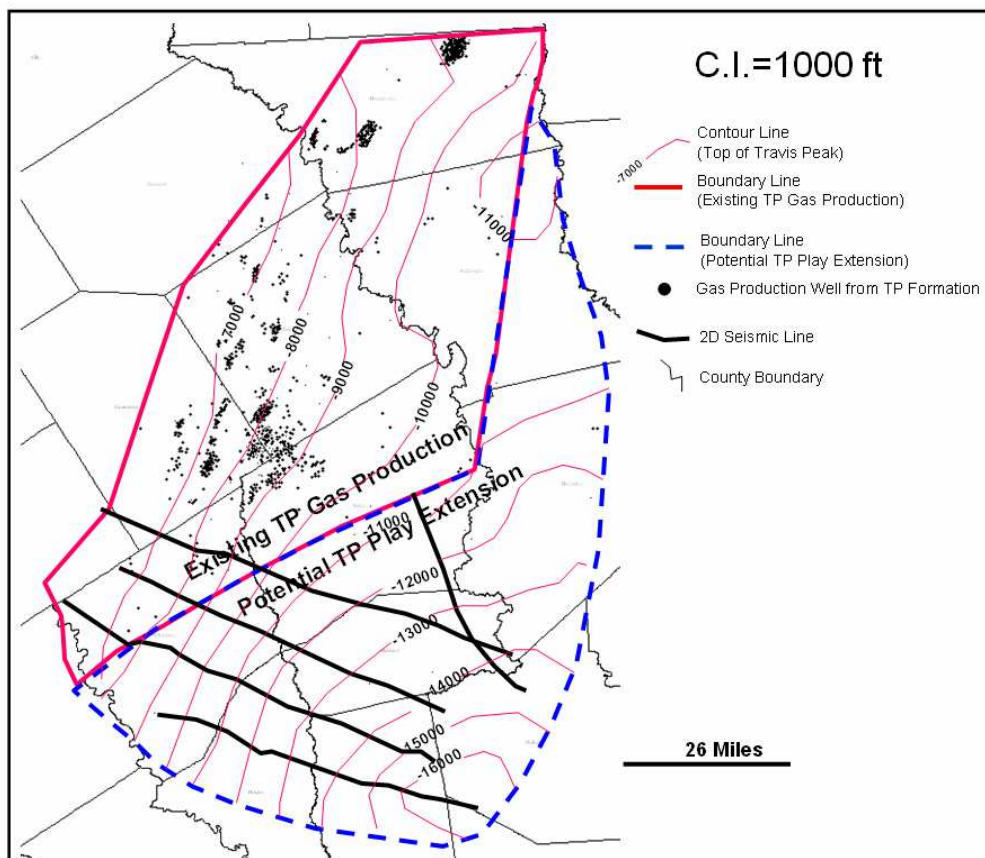 C.I.=1000 ft
Contour Line
(Top of Travis Peak)
-7000
Boundary Line
(Existing TP Gas Production)
Boundary Line
(Potential TP Play Extension)
Gas Production Well from TP Formation
2D Seismic Line
County Boundary
26 Miles
-11000
-7000
-8000
-9000
-10000
Existing TP Gas Production
Potential TP Play Extension
-11000
-12000
-13000
-14000
-15000
-16000